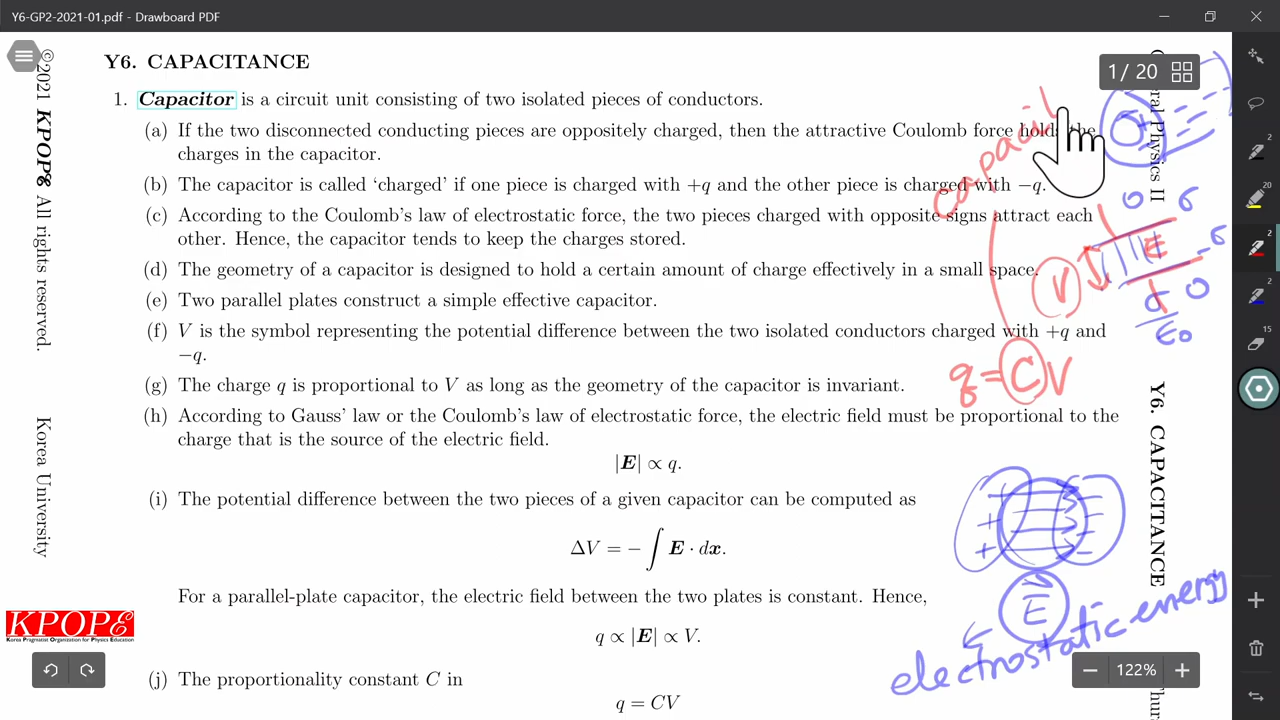 Y6-GP2-2021-01.pdf - Drawboard PDF
1 / 20
©2021 KPOPE All rights reserved.
Korea University
Y6. CAPACITANCE
1. Capacitor is a circuit unit consisting of two isolated pieces of conductors.
(a) If the two disconnected conducting pieces are oppositely charged, then the attractive Coulomb force holds the
charges in the capacitor.
(b) The capacitor is called ‘charged’ if one piece is charged with +q and the other piece is charged with −q.
(c) According to the Coulomb’s law of electrostatic force, the two pieces charged with opposite signs attract each
other. Hence, the capacitor tends to keep the charges stored.
(d) The geometry of a capacitor is designed to hold a certain amount of charge effectively in a small space.
(e) Two parallel plates construct a simple effective capacitor.
(f) V is the symbol representing the potential difference between the two isolated conductors charged with +q and
−q.
(g) The charge q is proportional to V as long as the geometry of the capacitor is invariant.
(h) According to Gauss’ law or the Coulomb’s law of electrostatic force, the electric field must be proportional to the
charge that is the source of the electric field.
|E| ∝ q.
(i) The potential difference between the two pieces of a given capacitor can be computed as
ΔV = − ∫ E · dx.
For a parallel-plate capacitor, the electric field between the two plates is constant. Hence,
q ∝ |E| ∝ V.
(j) The proportionality constant C in
q = CV
capacit
0 σ
E
-σ
V
σ/ε0
0
q = CV
+ −
+ −
+ −
E
electrostatic energy
Physics II
Y6. CAPACITANCE
Thur
KPOPE
Korea Pragmatist Organization for Physics Education
122%
20
2
2
2
15